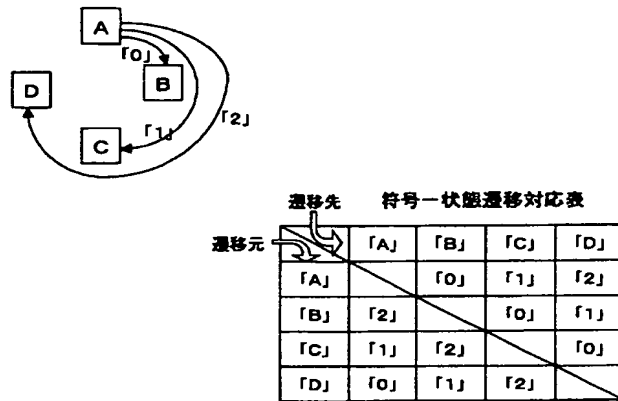 A
「0」
D
B
「1」
「2」
C
遷移先
符号ー状態遷移対応表
遷移元
「A」 「B」 「C」 「D」
「A」 「0」 「1」 「2」
「B」 「2」 「0」 「1」
「C」 「1」 「2」 「0」
「D」 「0」 「1」 「2」